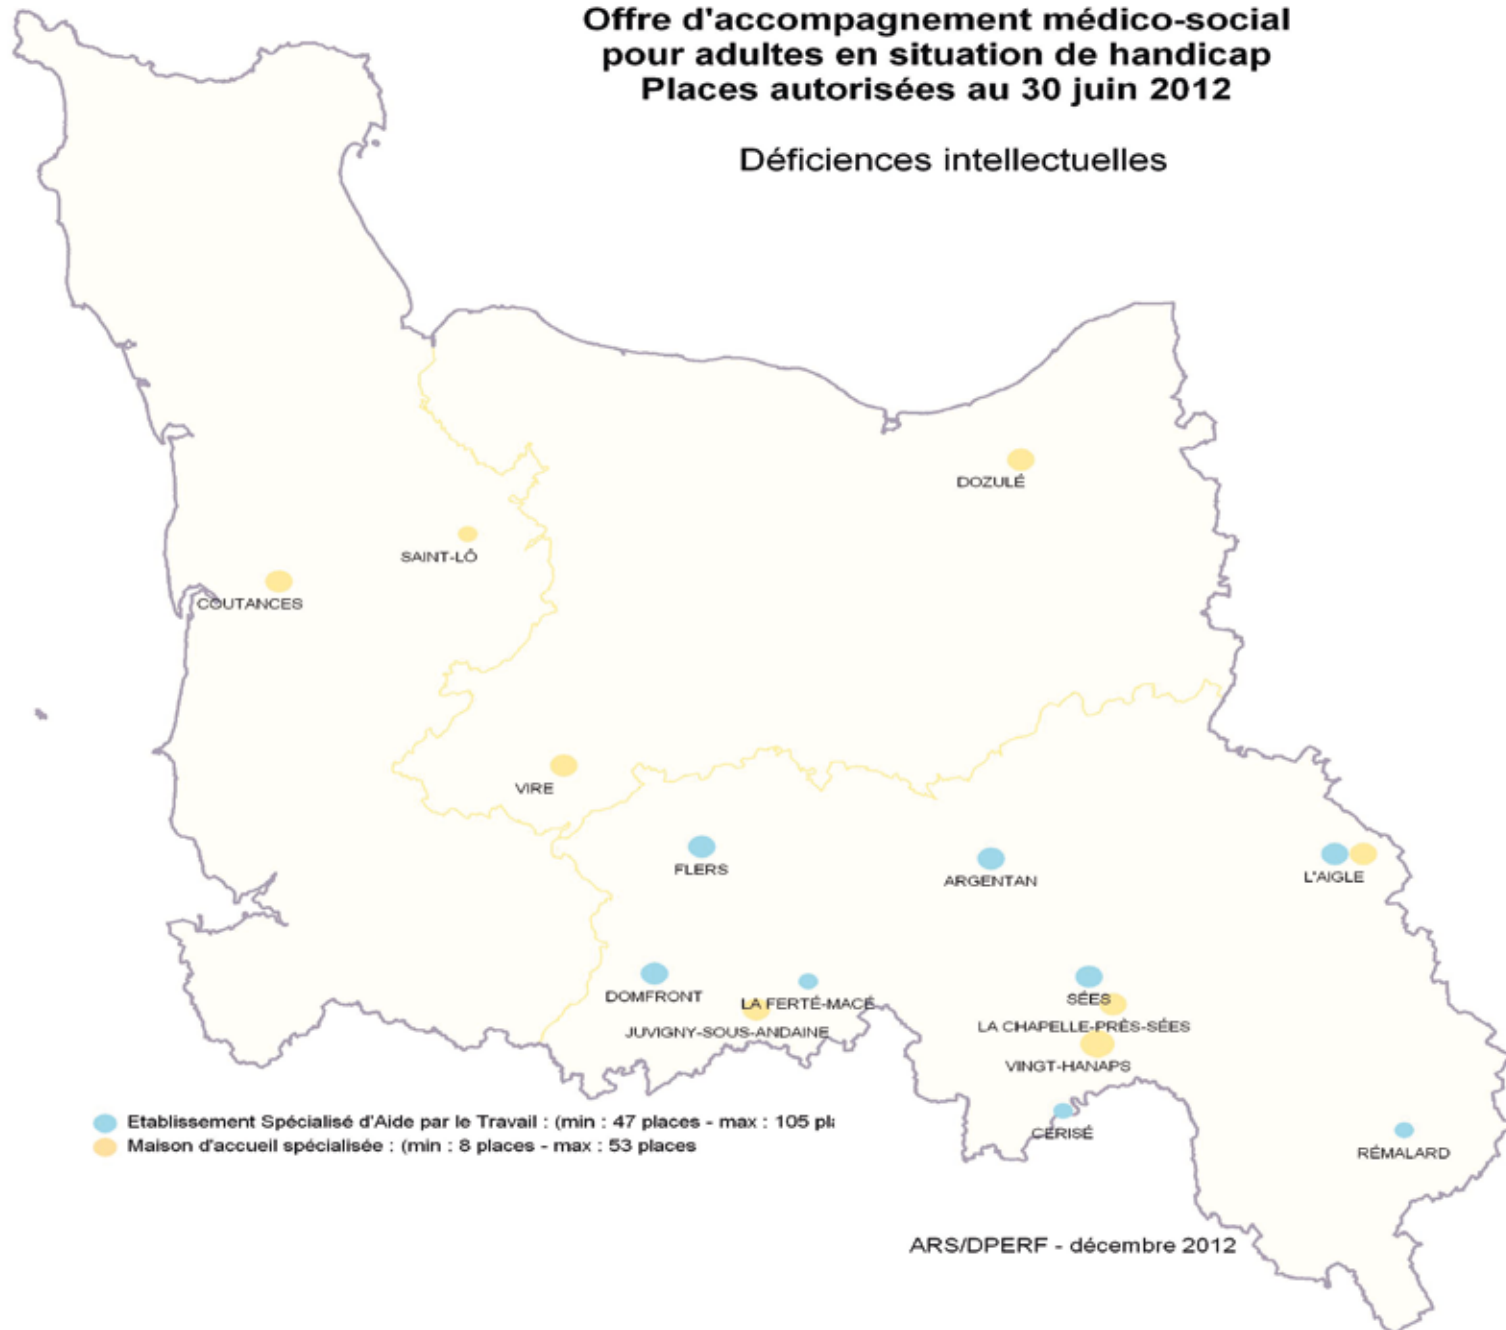 Offre d'accompagnement médico-social
pour adultes en situation de handicap
Places autorisées au 30 juin 2012
Déficiences intellectuelles
DOZULÉ
SAINT-LÔ
COUTANCES
VIRE
FLERS
ARGENTAN
L'AIGLE
DOMFRONT
LA FERTÉ-MACÉ
SÉES
JUVIGNY-SOUS-ANDAINE
LA CHAPELLE-PRÈS-SÉES
VINGT-HANAPS
Etablissement Spécialisé d'Aide par le Travail : (min : 47 places - max : 105 pla
Maison d'accueil spécialisée : (min : 8 places - max : 53 places
CERISÉ
RÉMALARD
ARS/DPERF - décembre 2012